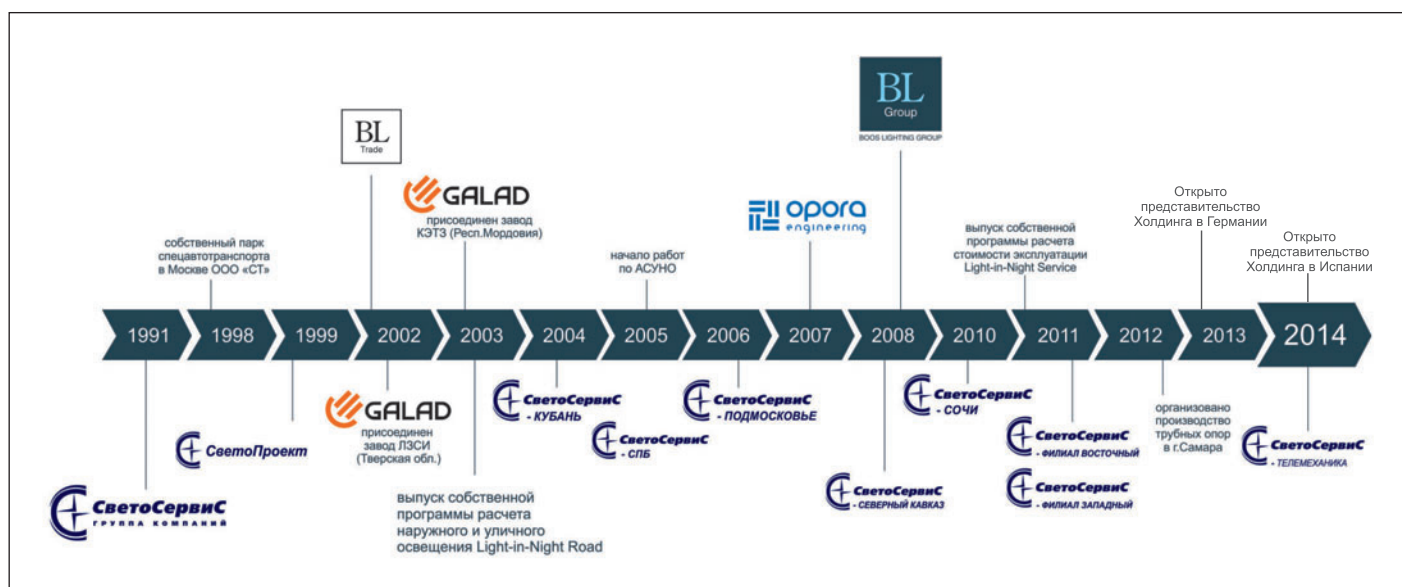 BL
Trade
BL
Group
BOOS LIGHTING GROUP
GALAD
присоединен завод
КЭТЗ (Респ.Мордовия)
opora
engineering
Открыто
представительство
Холдинга в Германии
Открыто
представительство
Холдинга в Испании
собственный парк
спецавтотранспорта
в Москве ООО «СТ»
начало работ
по АСУНО
выпуск собственной
программы расчета
стоимости эксплуатации
Light-in-Night Service
1991
1998
1999
2002
2003
2004
2005
2006
2007
2008
2010
2011
2012
2013
2014
СветоСервиС
ГРУППА КОМПАНИЙ
СветоПроект
GALAD
присоединен
завод ЛЗСИ
(Тверская обл.)
выпуск собственной
программы расчета
наружного и уличного
освещения Light-in-Night Road
СветоСервиС
- КУБАНЬ
СветоСервиС
- СПБ
СветоСервиС
- ПОДМОСКОВЬЕ
СветоСервиС
- СЕВЕРНЫЙ КАВКАЗ
СветоСервиС
- СОЧИ
СветоСервиС
- ФИЛИАЛ ВОСТОЧНЫЙ
СветоСервиС
- ФИЛИАЛ ЗАПАДНЫЙ
организовано
производство
трубных опор
в г.Самара
СветоСервиС
- ТЕЛЕМЕХАНИКА